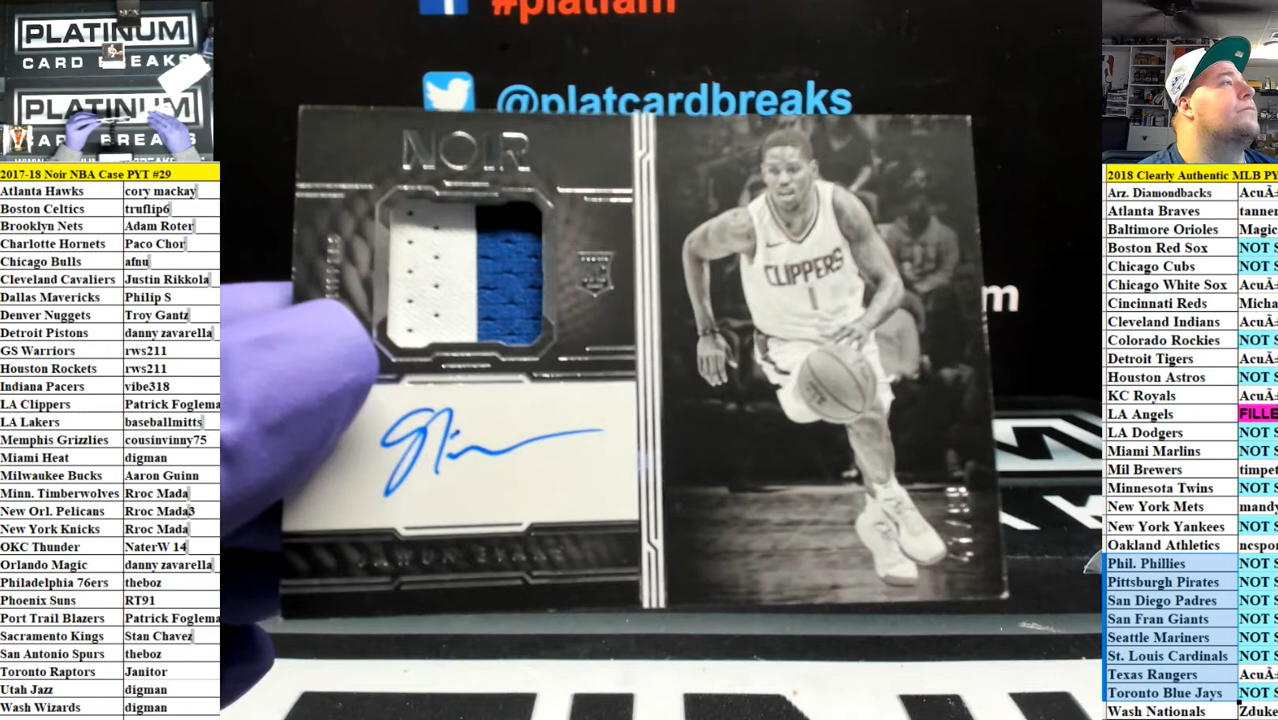 PLATINUM
CARD BREAKS
PLATINUM
CARD BREAKS
2017-18 Noir NBA Case PYT #29
Atlanta Hawks cory mackay
Boston Celtics truflip6
Brooklyn Nets Adam Roter
Charlotte Hornets Paco Chor
Chicago Bulls afnu
Cleveland Cavaliers Justin Rikkola
Dallas Mavericks Philip S
Denver Nuggets Troy Gantz
Detroit Pistons danny zavarella
GS Warriors rws211
Houston Rockets rws211
Indiana Pacers vibe318
LA Clippers Patrick Foglema
LA Lakers baseballmitts
Memphis Grizzlies cousinvinny75
Miami Heat digman
Milwaukee Bucks Aaron Guinn
Minn. Timberwolves Rroc Mada
New Orl. Pelicans Rroc Mada3
New York Knicks Rroc Mada
OKC Thunder NaterW 14
Orlando Magic danny zavarella
Philadelphia 76ers theboz
Phoenix Suns RT91
Port Trail Blazers Patrick Foglema
Sacramento Kings Stan Chavez
San Antonio Spurs theboz
Toronto Raptors Janitor
Utah Jazz digman
Wash Wizards digman
#platfam
@platcardbreaks
m
NOIR
CLIPPERS
1
2018 Clearly Authentic MLB PY
Arz. Diamondbacks AcuÃ±
Atlanta Braves tanner
Baltimore Orioles Magic
Boston Red Sox NOT S
Chicago Cubs NOT S
Chicago White Sox AcuÃ±
Cincinnati Reds Micha
Cleveland Indians AcuÃ±
Colorado Rockies NOT S
Detroit Tigers AcuÃ±
Houston Astros NOT S
KC Royals AcuÃ±
LA Angels FILLE
LA Dodgers NOT S
Miami Marlins NOT S
Mil Brewers timpet
Minnesota Twins NOT S
New York Mets mandy
New York Yankees NOT S
Oakland Athletics ncspor
Phil. Phillies NOT S
Pittsburgh Pirates NOT S
San Diego Padres NOT S
San Fran Giants NOT S
Seattle Mariners NOT S
St. Louis Cardinals NOT S
Texas Rangers AcuÃ±
Toronto Blue Jays NOT S
Wash Nationals Zduke